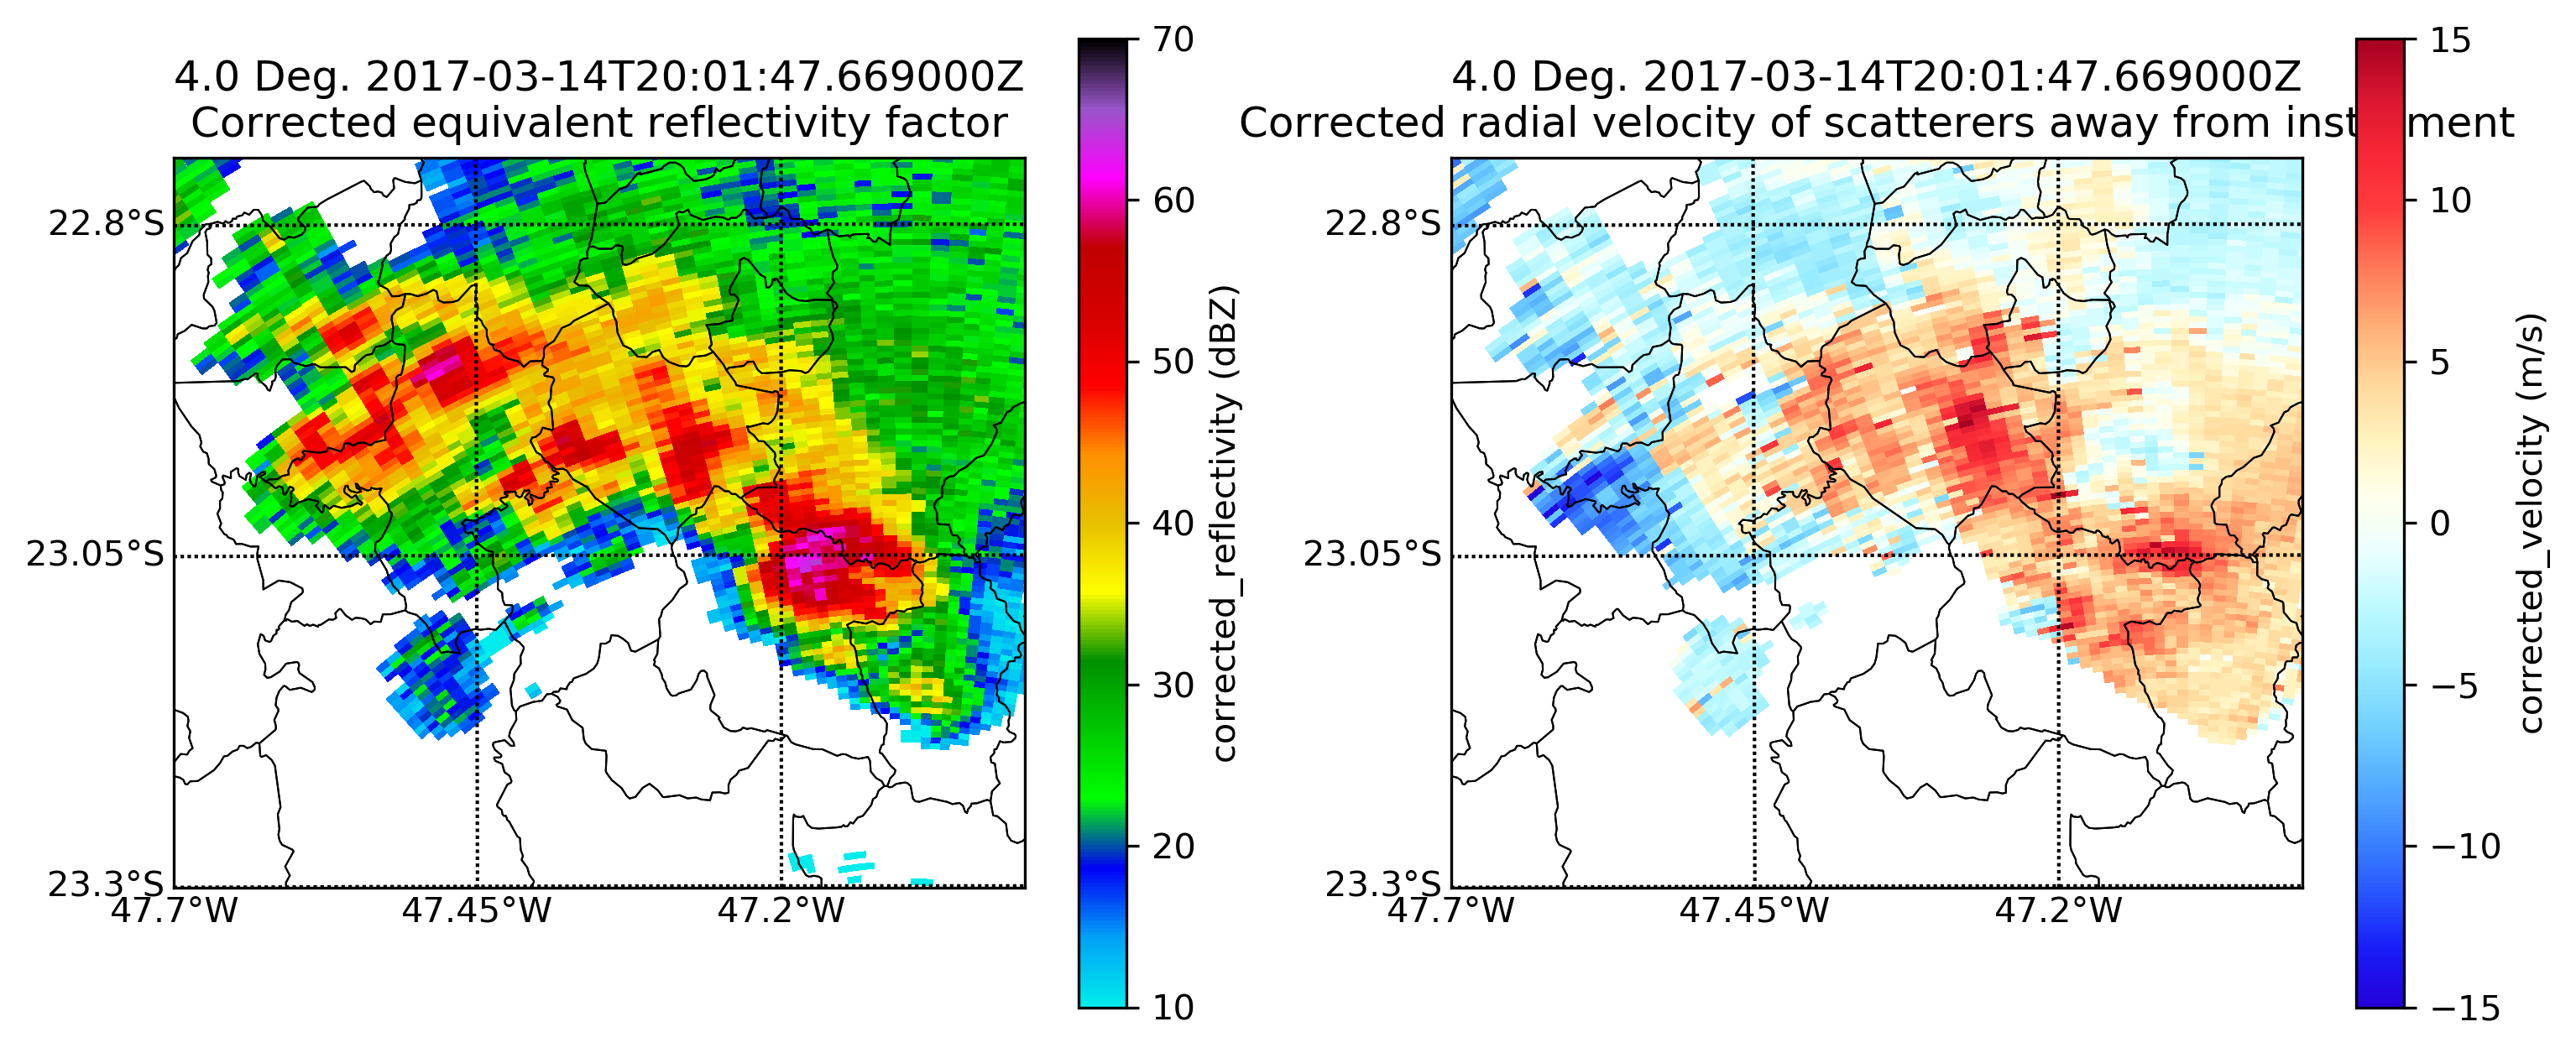 4.0 Deg. 2017-03-14T20:01:47.669000Z
Corrected equivalent reflectivity factor
22.8°S
23.05°S
23.3°S
47.7°W
47.45°W
47.2°W
70
60
50
40
30
20
10
corrected_reflectivity (dBZ)
4.0 Deg. 2017-03-14T20:01:47.669000Z
Corrected radial velocity of scatterers away from inst ment
22.8°S
23.05°S
23.3°S
47.7°W
47.45°W
47.2°W
15
10
5
0
−5
−10
−15
corrected_velocity (m/s)